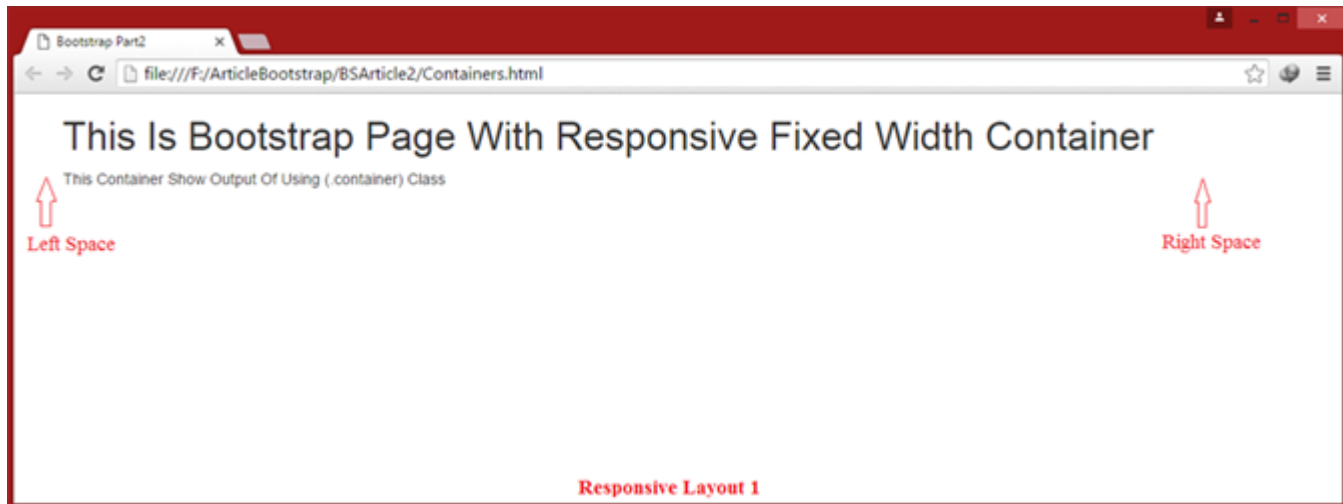 Bootstrap Part2
file:///F:/ArticleBootstrap/BSArticle2/Containers.html
This Is Bootstrap Page With Responsive Fixed Width Container
This Container Show Output Of Using (.container) Class
Left Space
Right Space
Responsive Layout 1